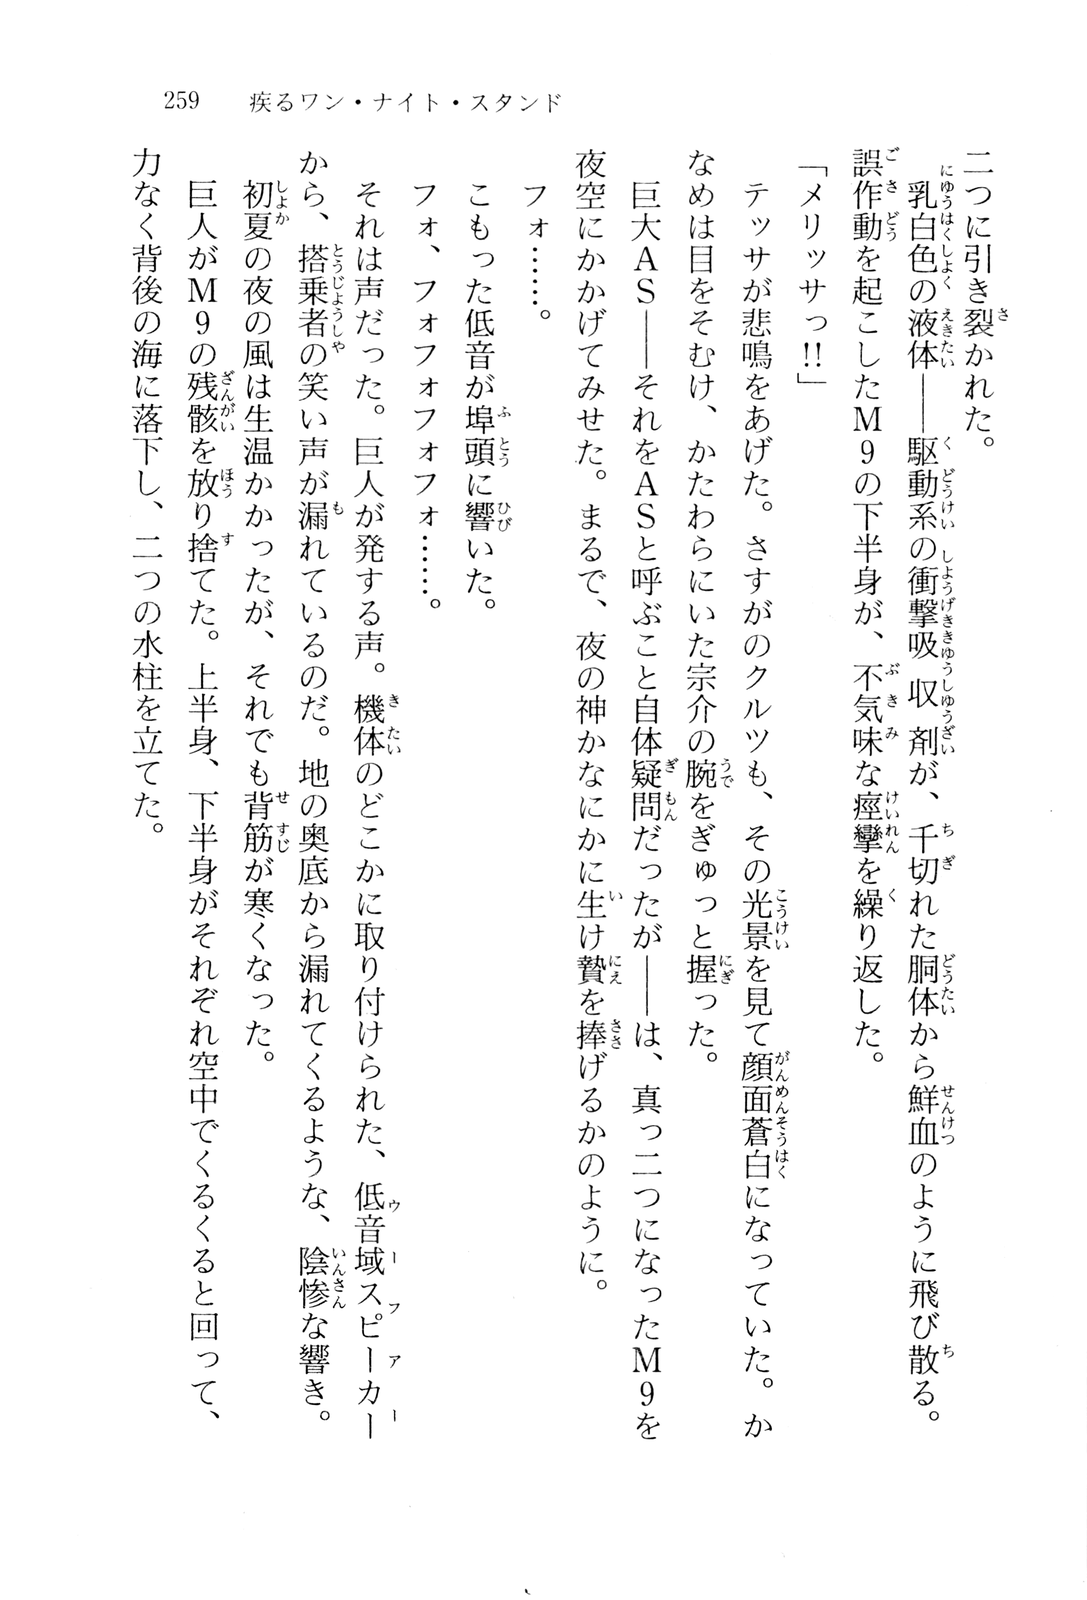 259　疾るワン・ナイト・スタンド
二つに引き裂かれた。
　乳白色の液体――駆動系の衝撃吸収剤が、千切れた胴体から鮮血のように飛び散る。
誤作動を起こしたM9の下半身が、不気味な痙攣を繰り返した。
「メリッサっ!!」
　テッサが悲鳴をあげた。さすがのクルツも、その光景を見て顔面蒼白になっていた。か
なめは目をそむけ、かたわらにいた宗介の腕をぎゅっと握った。
　巨大AS――それをASと呼ぶこと自体疑問だったが――は、真っ二つになったM9を
夜空にかかげてみせた。まるで、夜の神かなにかに生け贄を捧げるかのように。
　フォ……。
　こもった低音が埠頭に響いた。
　フォ、フォフォフォフォ……。
　それは声だった。巨人が発する声。機体のどこかに取り付けられた、低音域スピーカー
から、搭乗者の笑い声が漏れているのだ。地の奥底から漏れてくるような、陰惨な響き。
　初夏の夜の風は生温かかったが、それでも背筋が寒くなった。
　巨人がM9の残骸を放り捨てた。上半身、下半身がそれぞれ空中でくるくると回って、
力なく背後の海に落下し、二つの水柱を立てた。